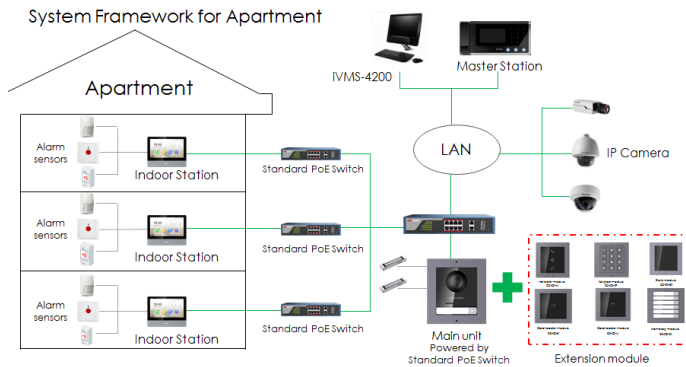 System Framework for Apartment
Apartment
iVMS-4200
Master Station
LAN
IP Camera
Alarm
sensors
Indoor Station
Standard PoE Switch
Alarm
sensors
Indoor Station
Standard PoE Switch
Alarm
sensors
Indoor Station
Standard PoE Switch
Main unit
Powered by
Standard PoE Switch
Extension module